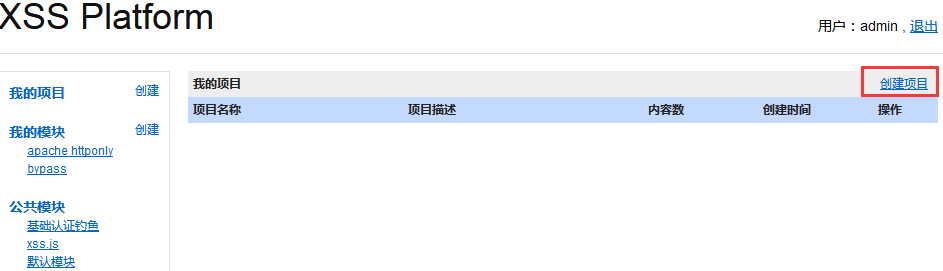 XSS Platform
用户：admin , 退出
我的项目 创建
我的模块 创建
apache httponly
bypass
公共模块
基础认证钓鱼
xss.js
默认模块
我的项目 创建项目
项目名称 项目描述 内容数 创建时间 操作